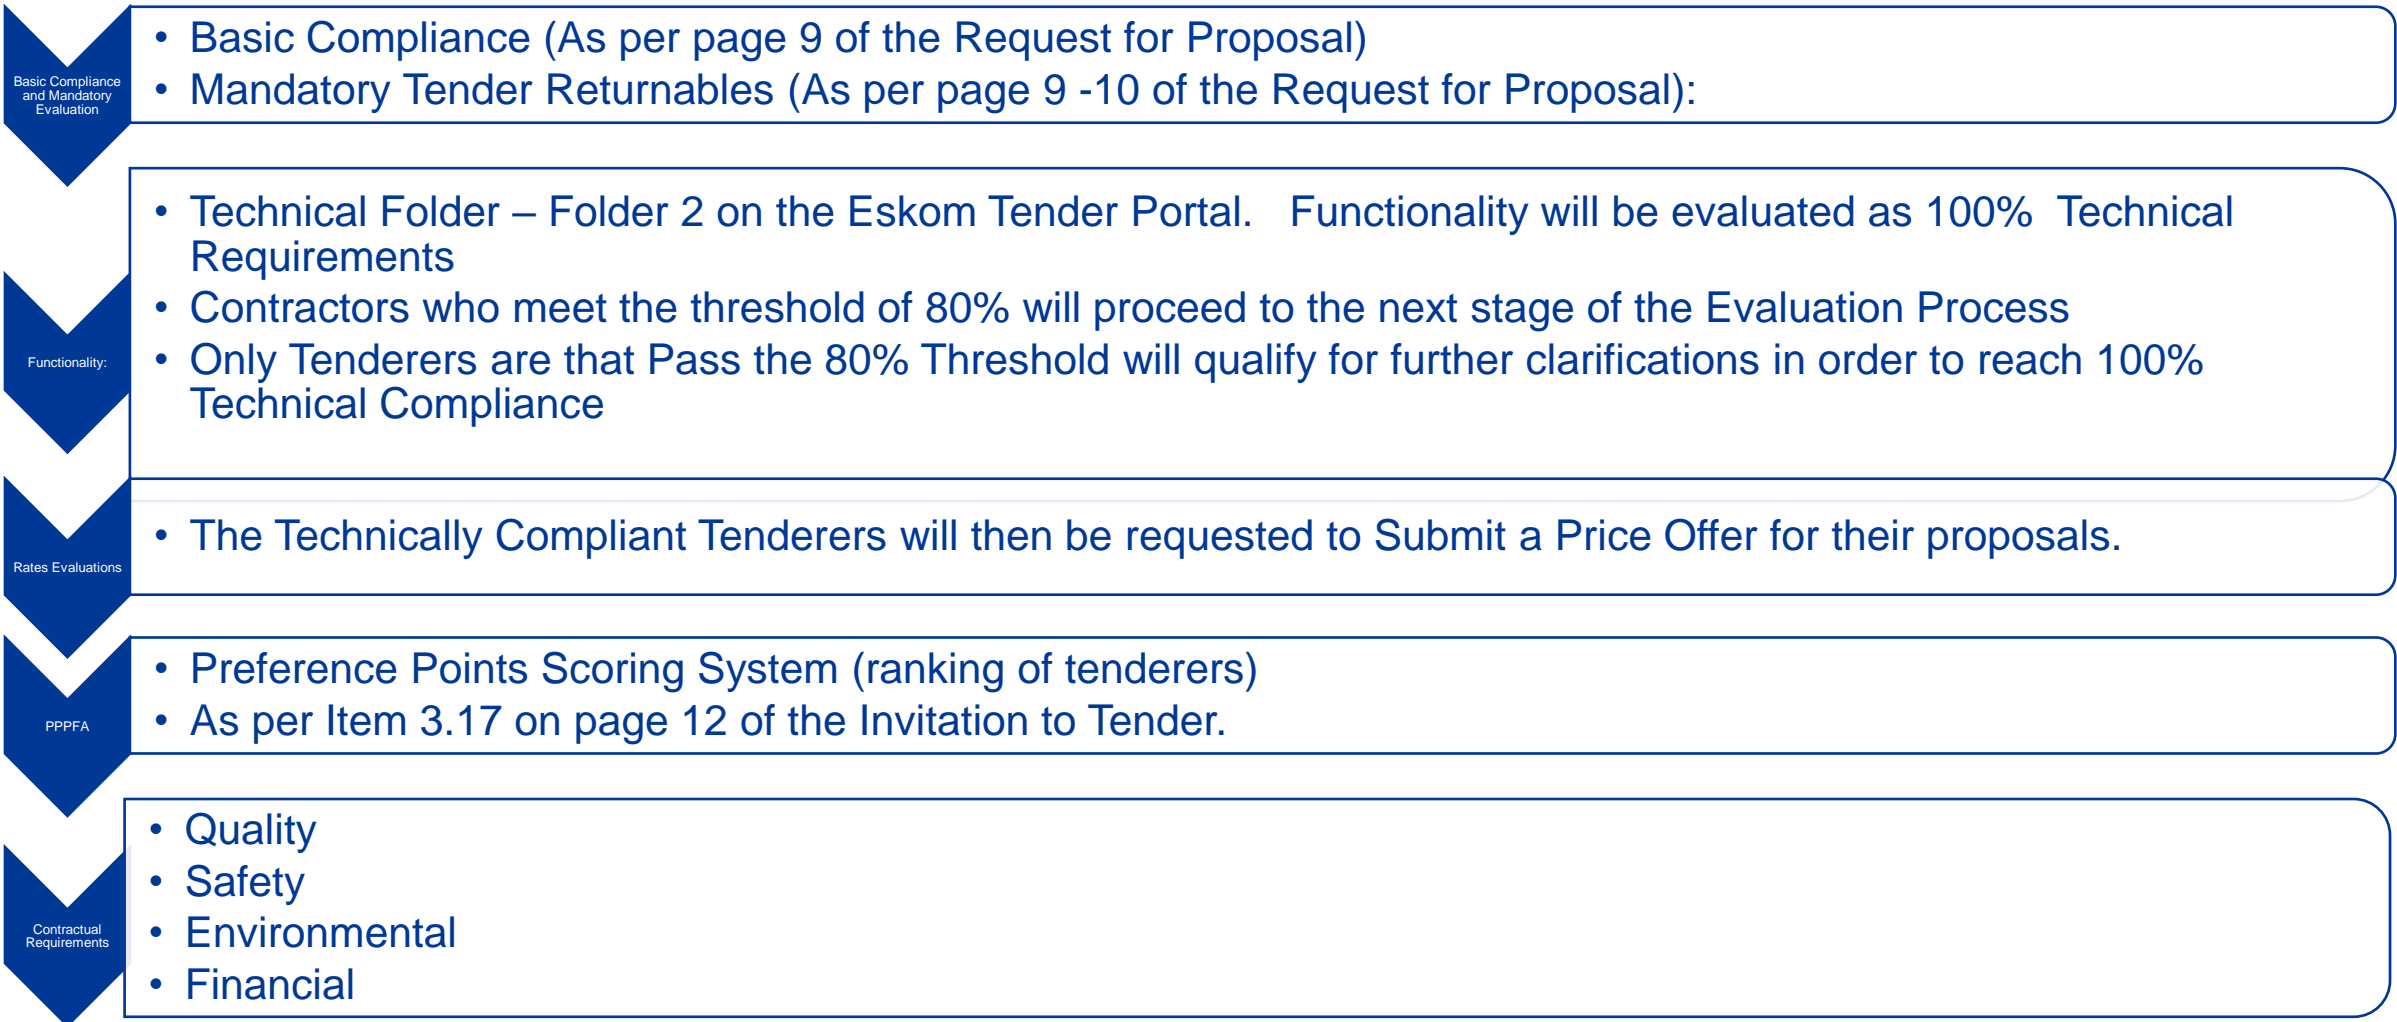 Basic Compliance
and Mandatory
Evaluation
• Basic Compliance (As per page 9 of the Request for Proposal)
• Mandatory Tender Returnables (As per page 9 -10 of the Request for Proposal):
Functionality:
• Technical Folder – Folder 2 on the Eskom Tender Portal.   Functionality will be evaluated as 100%  Technical
Requirements
• Contractors who meet the threshold of 80% will proceed to the next stage of the Evaluation Process
• Only Tenderers are that Pass the 80% Threshold will qualify for further clarifications in order to reach 100%
Technical Compliance
Rates Evaluations
• The Technically Compliant Tenderers will then be requested to Submit a Price Offer for their proposals.
PPPFA
• Preference Points Scoring System (ranking of tenderers)
• As per Item 3.17 on page 12 of the Invitation to Tender.
Contractual
Requirements
• Quality
• Safety
• Environmental
• Financial